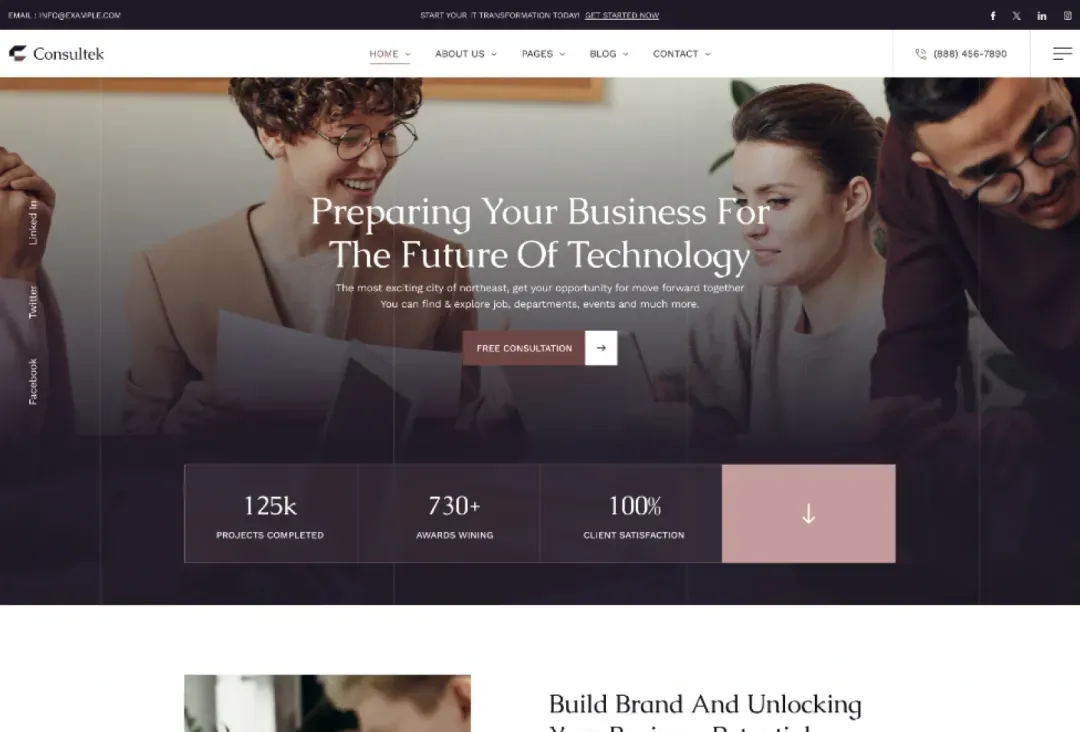 EMAIL : INFO@EXAMPLE.COM
START YOUR IT TRANSFORMATION TODAY! GET STARTED NOW
Consultek
HOME
ABOUT US
PAGES
BLOG
CONTACT
(888) 456-7890
Linked In
Twitter
Facebook
Preparing Your Business For
The Future Of Technology
The most exciting city of northeast, get your opportunity for move forward together
You can find & explore job, departments, events and much more.
FREE CONSULTATION
125k
PROJECTS COMPLETED
730+
AWARDS WINING
100%
CLIENT SATISFACTION
Build Brand And Unlocking